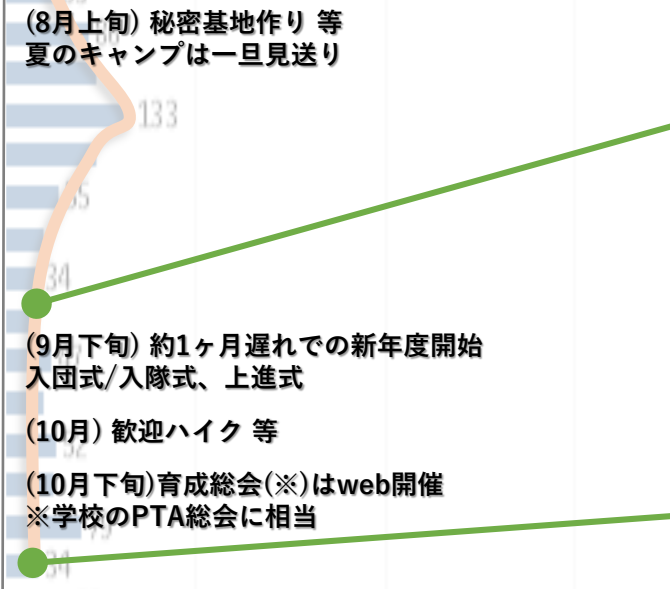 (8月上旬) 秘密基地作り 等
夏のキャンプは一旦見送り
133
34
(9月下旬) 約1ヶ月遅れでの新年度開始
入団式/入隊式、上進式
(10月) 歓迎ハイク 等
(10月下旬)育成総会(※)はweb開催
※学校のPTA総会に相当
34